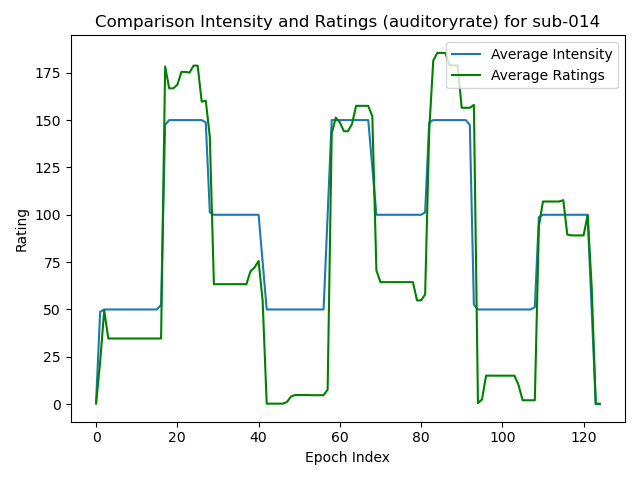 Comparison Intensity and Ratings (auditoryrate) for sub-014
Average Intensity
Average Ratings
175
150
125
100
75
50
25
0
Rating
0 20 40 60 80 100 120
Epoch Index